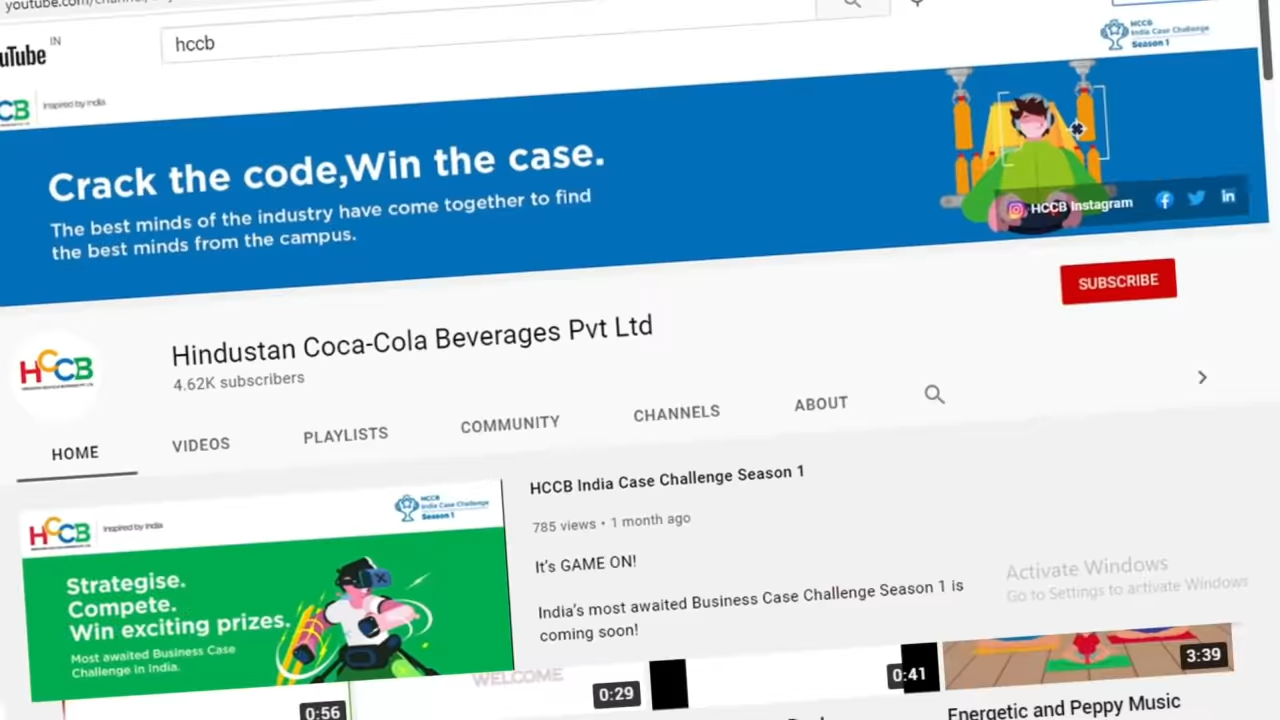 youtube.com/channel/
uTube IN
hccb
HCCB
India Case Challenge
Season 1
CB Inspired by India
Crack the code,Win the case.
The best minds of the industry have come together to find
the best minds from the campus.
HCCB Instagram
SUBSCRIBE
HCCB
Hindustan Coca-Cola Beverages Pvt Ltd
4.62K subscribers
HOME VIDEOS PLAYLISTS COMMUNITY CHANNELS ABOUT
HCCB Inspired by India
HCCB
India Case Challenge
Season 1
Strategise.
Compete.
Win exciting prizes.
Most awaited Business Case
Challenge in India.
HCCB India Case Challenge Season 1
785 views • 1 month ago
It's GAME ON!
India's most awaited Business Case Challenge Season 1 is
coming soon!
Activate Windows
Go to Settings to activate Windows
WELCOME
0:56
0:29
0:41
3:39
Energetic and Peppy Music